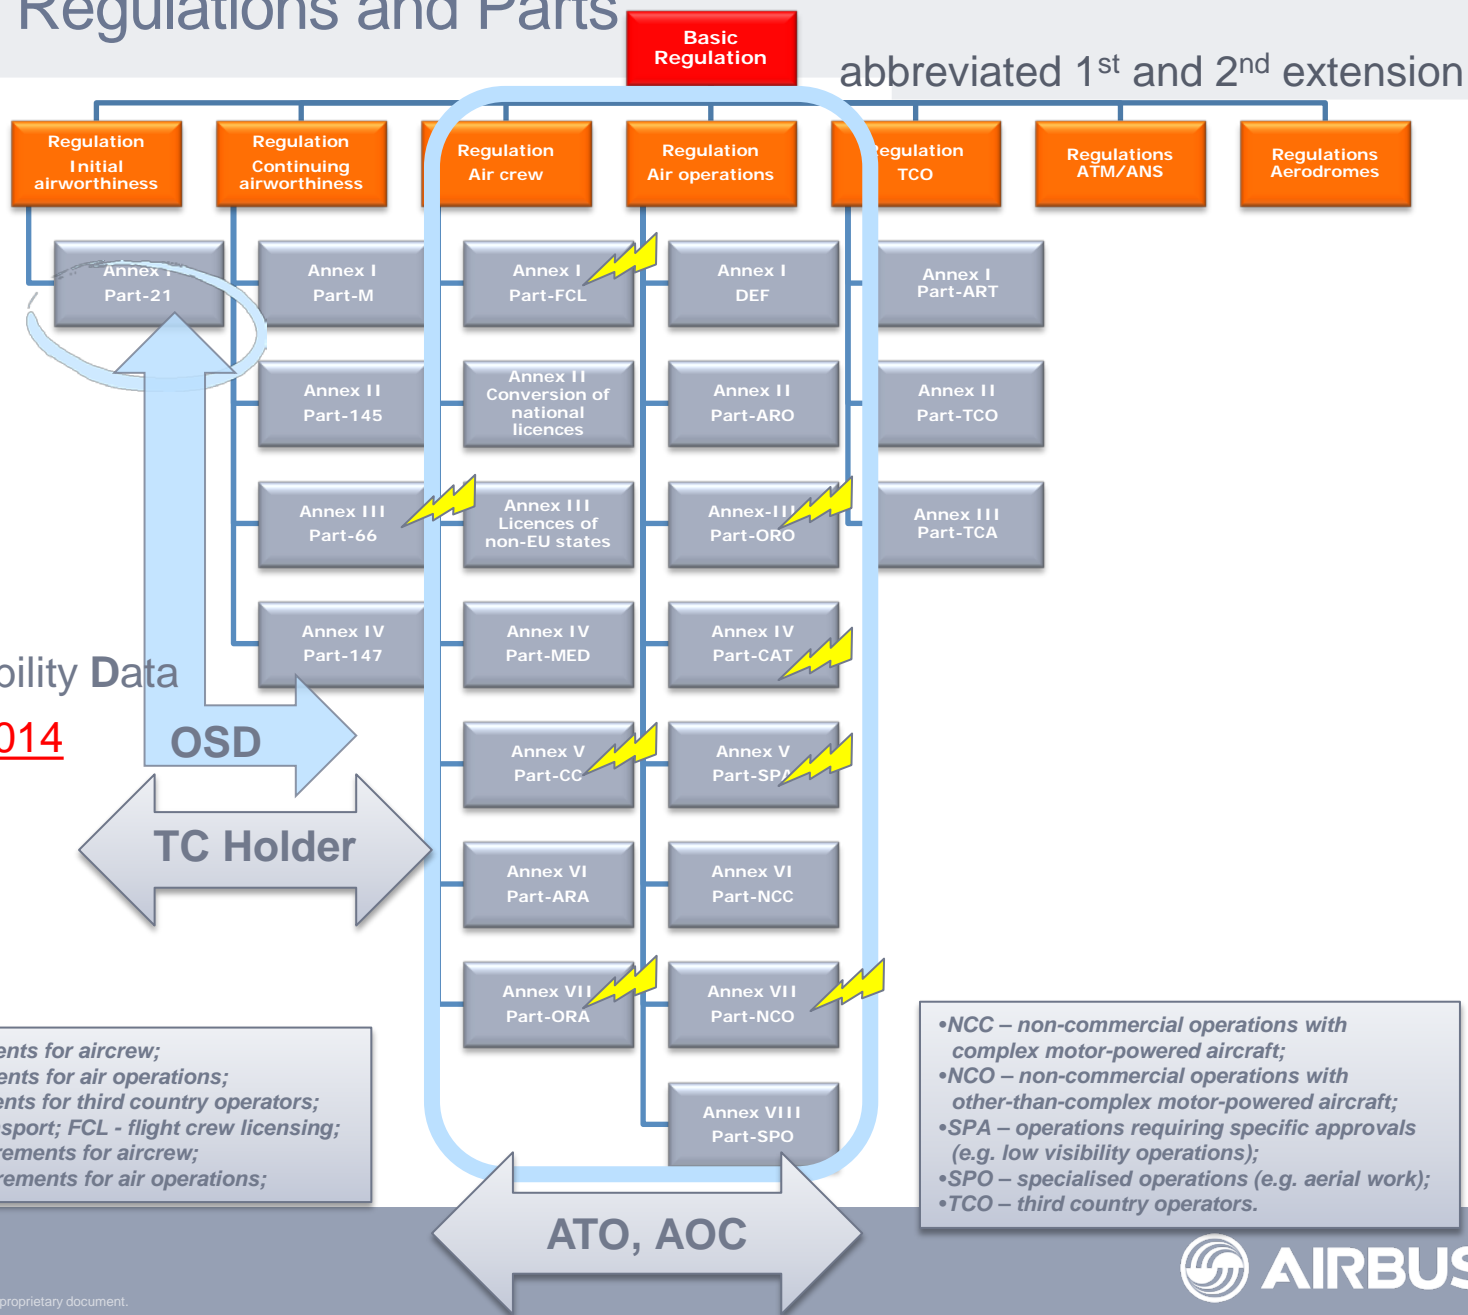 Regulations and Parts
Basic
Regulation
abbreviated 1st and 2nd extension
Regulation
Initial
airworthiness
Regulation
Continuing
airworthiness
Regulation
Air crew
Regulation
Air operations
Regulation
TCO
Regulations
ATM/ANS
Regulations
Aerodromes
Annex I
Part-21
Annex I
Part-M
Annex I
Part-FCL
Annex I
DEF
Annex I
Part-ART
Annex II
Part-145
Annex II
Conversion of
national
licences
Annex II
Part-ARO
Annex II
Part-TCO
Annex III
Part-66
Annex III
Licences of
non-EU states
Annex-III
Part-ORO
Annex III
Part-TCA
Annex IV
Part-147
Annex IV
Part-MED
Annex IV
Part-CAT
bility Data
014
OSD
Annex V
Part-CC
Annex V
Part-SPA
TC Holder
Annex VI
Part-ARA
Annex VI
Part-NCC
Annex VII
Part-ORA
Annex VII
Part-NCO
Annex VIII
Part-SPO
ents for aircrew;
ents for air operations;
ents for third country operators;
nsport; FCL - flight crew licensing;
rements for aircrew;
rements for air operations;
•NCC – non-commercial operations with
complex motor-powered aircraft;
•NCO – non-commercial operations with
other-than-complex motor-powered aircraft;
•SPA – operations requiring specific approvals
(e.g. low visibility operations);
•SPO – specialised operations (e.g. aerial work);
•TCO – third country operators.
ATO, AOC
AIRBUS
proprietary document.